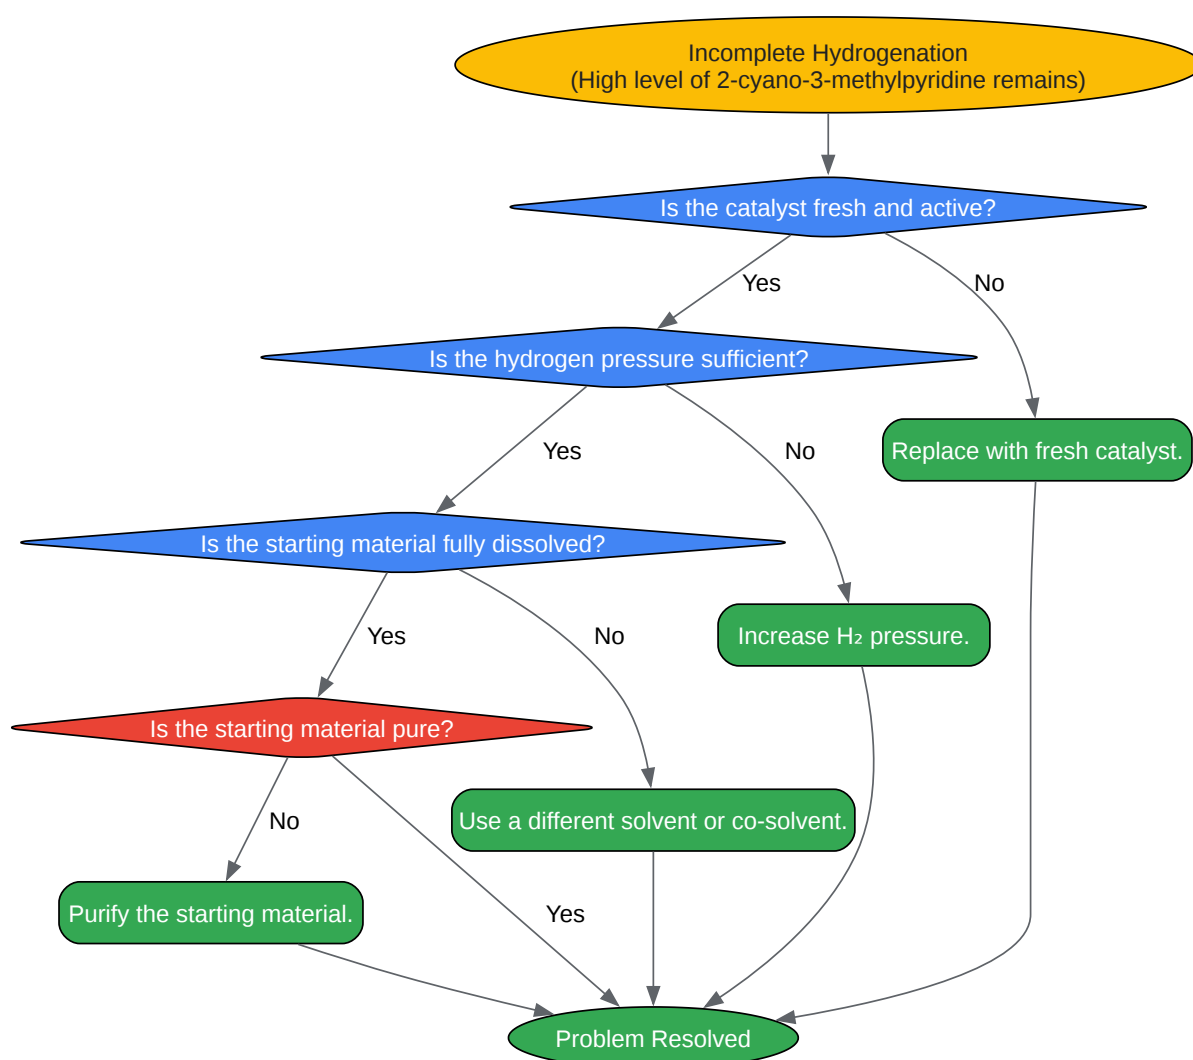 Incomplete Hydrogenation
(High level of 2-cyano-3-methylpyridine remains)
Is the catalyst fresh and active?
Yes
No
Is the hydrogen pressure sufficient?
Yes
No
Replace with fresh catalyst.
Is the starting material fully dissolved?
Yes
No
Increase H₂ pressure.
Is the starting material pure?
No
Use a different solvent or co-solvent.
Purify the starting material.
Yes
Problem Resolved